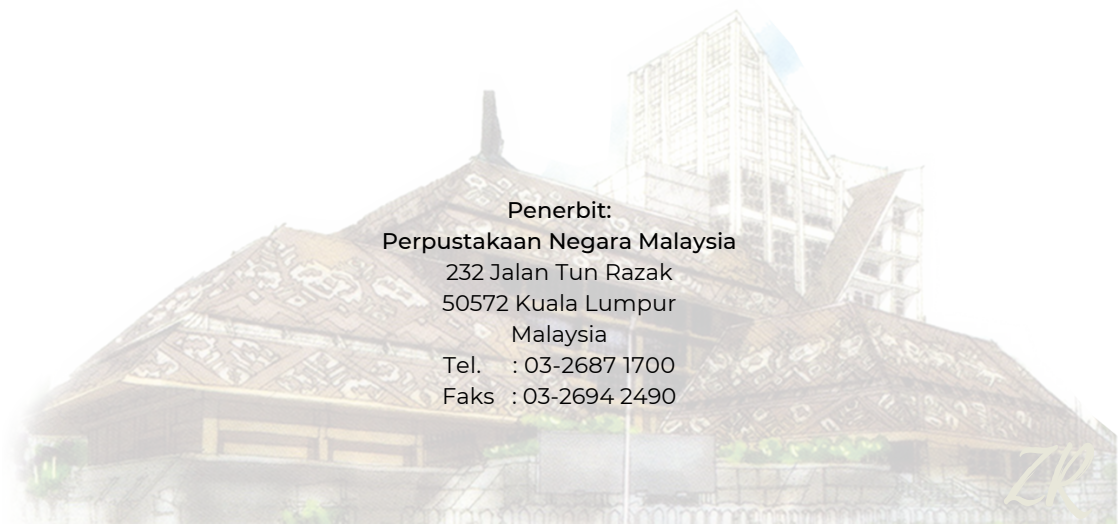 Penerbit:
Perpustakaan Negara Malaysia
232 Jalan Tun Razak
50572 Kuala Lumpur
Malaysia
Tel. : 03-2687 1700
Faks : 03-2694 2490
ZR